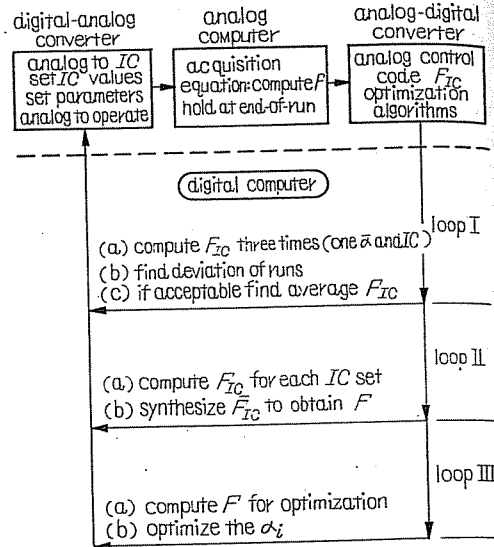 digital-analog
converter
analog to IC
set IC values
set parameters
analog to operate
analog
computer
acquisition
equation: compute F
hold at end-of-run
analog-digital
converter
analog control
code F_IC
optimization
algorithms
digital computer
loop I
(a) compute F_IC three times (one ᾱ and IC)
(b) find deviation of runs
(c) if acceptable find average F_IC
loop II
(a) compute F̄_IC for each IC set
(b) synthesize F̄_IC to obtain F
loop III
(a) compute F for optimization
(b) optimize the α_i